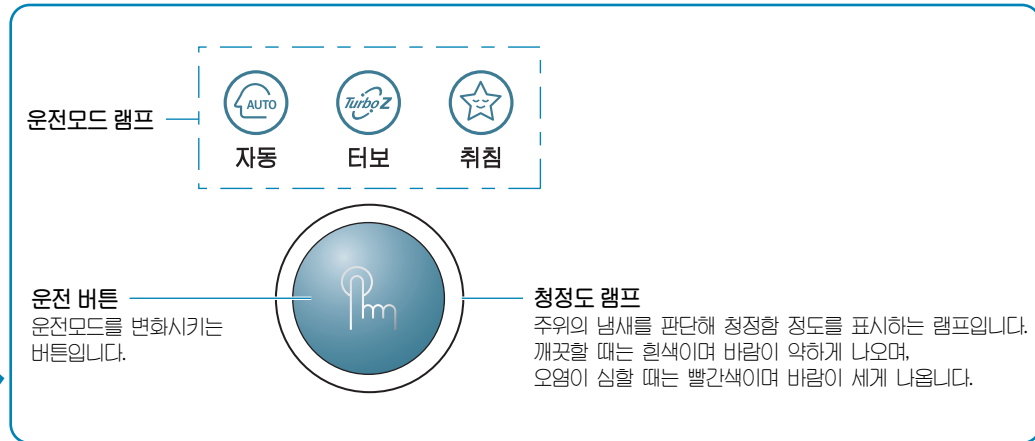 AUTO
Turbo Z
자동
터보
취침
운전모드 램프
운전 버튼
운전모드를 변화시키는
버튼입니다.
청정도 램프
주위의 냄새를 판단해 청정함 정도를 표시하는 램프입니다.
깨끗할 때는 흰색이며 바람이 약하게 나오며,
오염이 심할 때는 빨간색이며 바람이 세게 나옵니다.